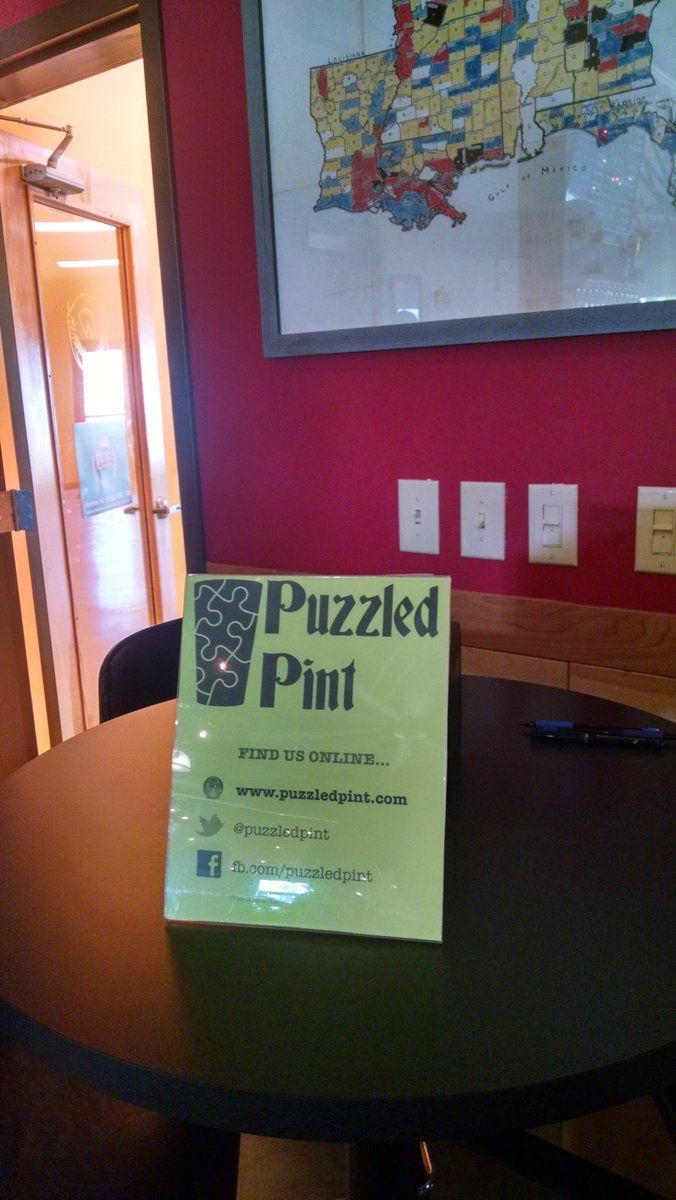 Louisiana
Florida
Gulf of Mexico
Puzzled
Pint
FIND US ONLINE...
www.puzzledpint.com
@puzzledpint
fb.com/puzzledpint